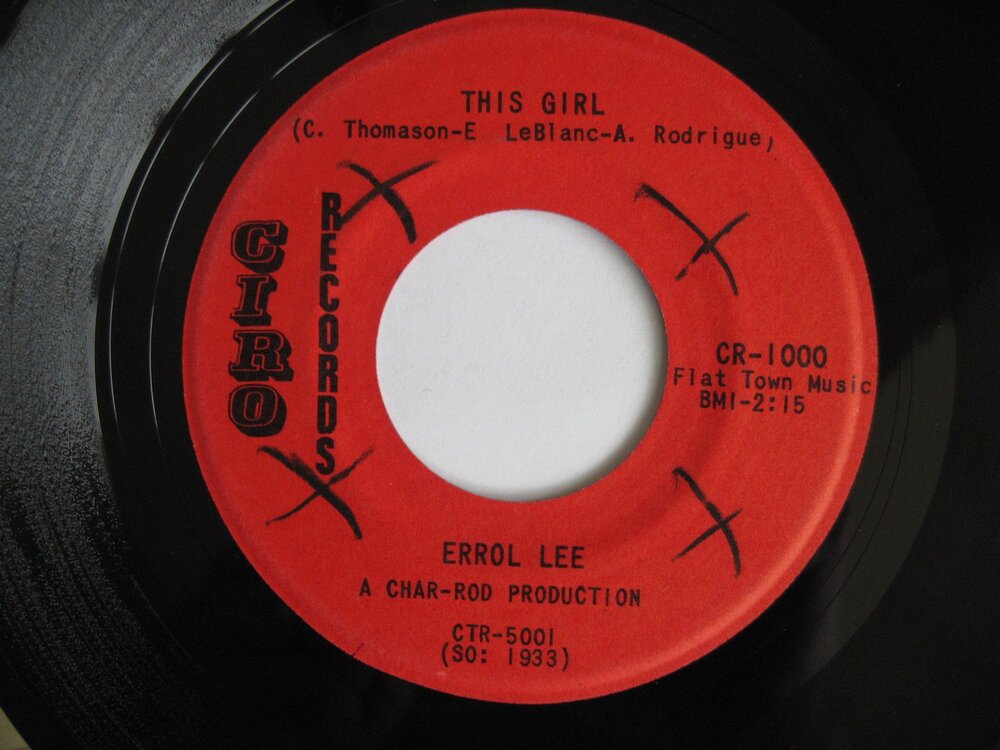 THIS GIRL
(C. Thomason-E. LeBlanc-A. Rodrigue)
CIRO
RECORDS
CR-1000
Flat Town Music
BMI-2:15
ERROL LEE
A CHAR-ROD PRODUCTION
CTR-5001
(SO: 1933)